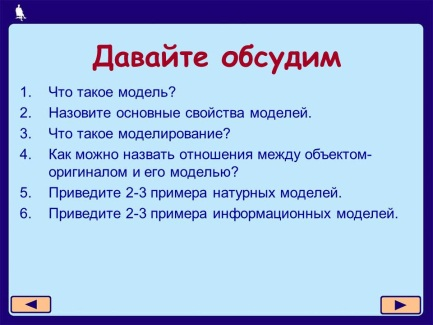 Давайте обсудим
1. Что такое модель?
2. Назовите основные свойства моделей.
3. Что такое моделирование?
4. Как можно назвать отношения между объектом-
оригиналом и его моделью?
5. Приведите 2-3 примера натурных моделей.
6. Приведите 2-3 примера информационных моделей.